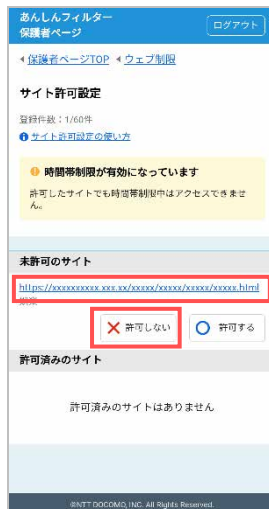 あんしんフィルター
保護者ページ
ログアウト
保護者ページTOP
ウェブ制限
サイト許可設定
登録件数：1/60件
サイト許可設定の使い方
時間帯制限が有効になっています
許可したサイトでも時間帯制限中はアクセスできませ
ん。
未許可のサイト
https://xxxxxxxxxx.xxx.xx/xxxxx/xxxxx/xxxxx/xxxxx.html
許可しない
許可する
許可済みのサイト
許可済みのサイトはありません
©NTT DOCOMO, INC. All Rights Reserved.